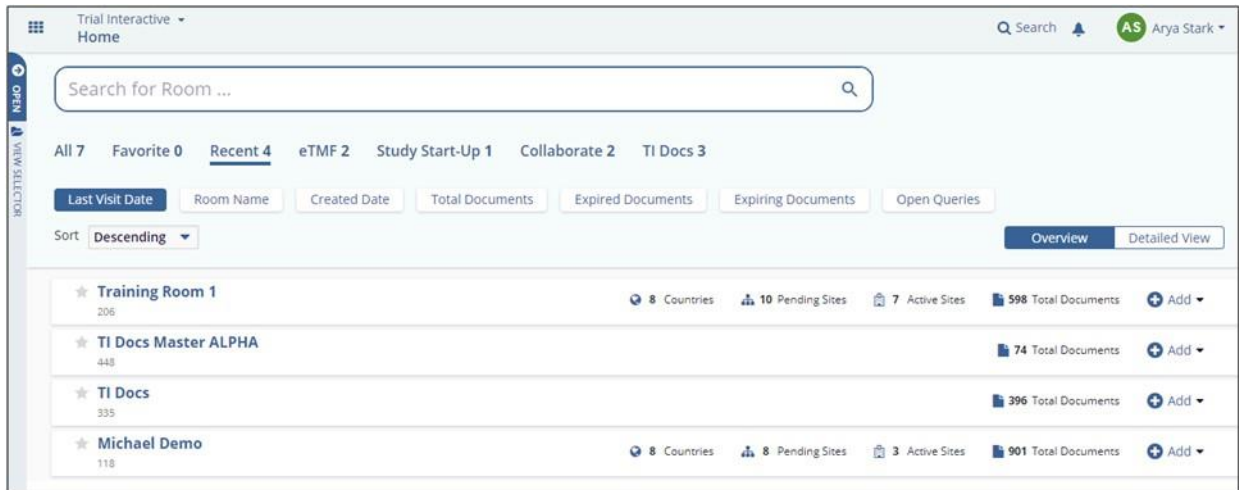 Trial Interactive
Home
Search
AS
Arya Stark
OPEN
VIEW SELECTOR
Search for Room ...
All 7 Favorite 0 Recent 4 eTMF 2 Study Start-Up 1 Collaborate 2 TI Docs 3
Last Visit Date Room Name Created Date Total Documents Expired Documents Expiring Documents Open Queries
Sort Descending Overview Detailed View
Training Room 1 8 Countries 10 Pending Sites 7 Active Sites 598 Total Documents Add
206
TI Docs Master ALPHA 74 Total Documents Add
448
TI Docs 396 Total Documents Add
335
Michael Demo 8 Countries 8 Pending Sites 3 Active Sites 901 Total Documents Add
118